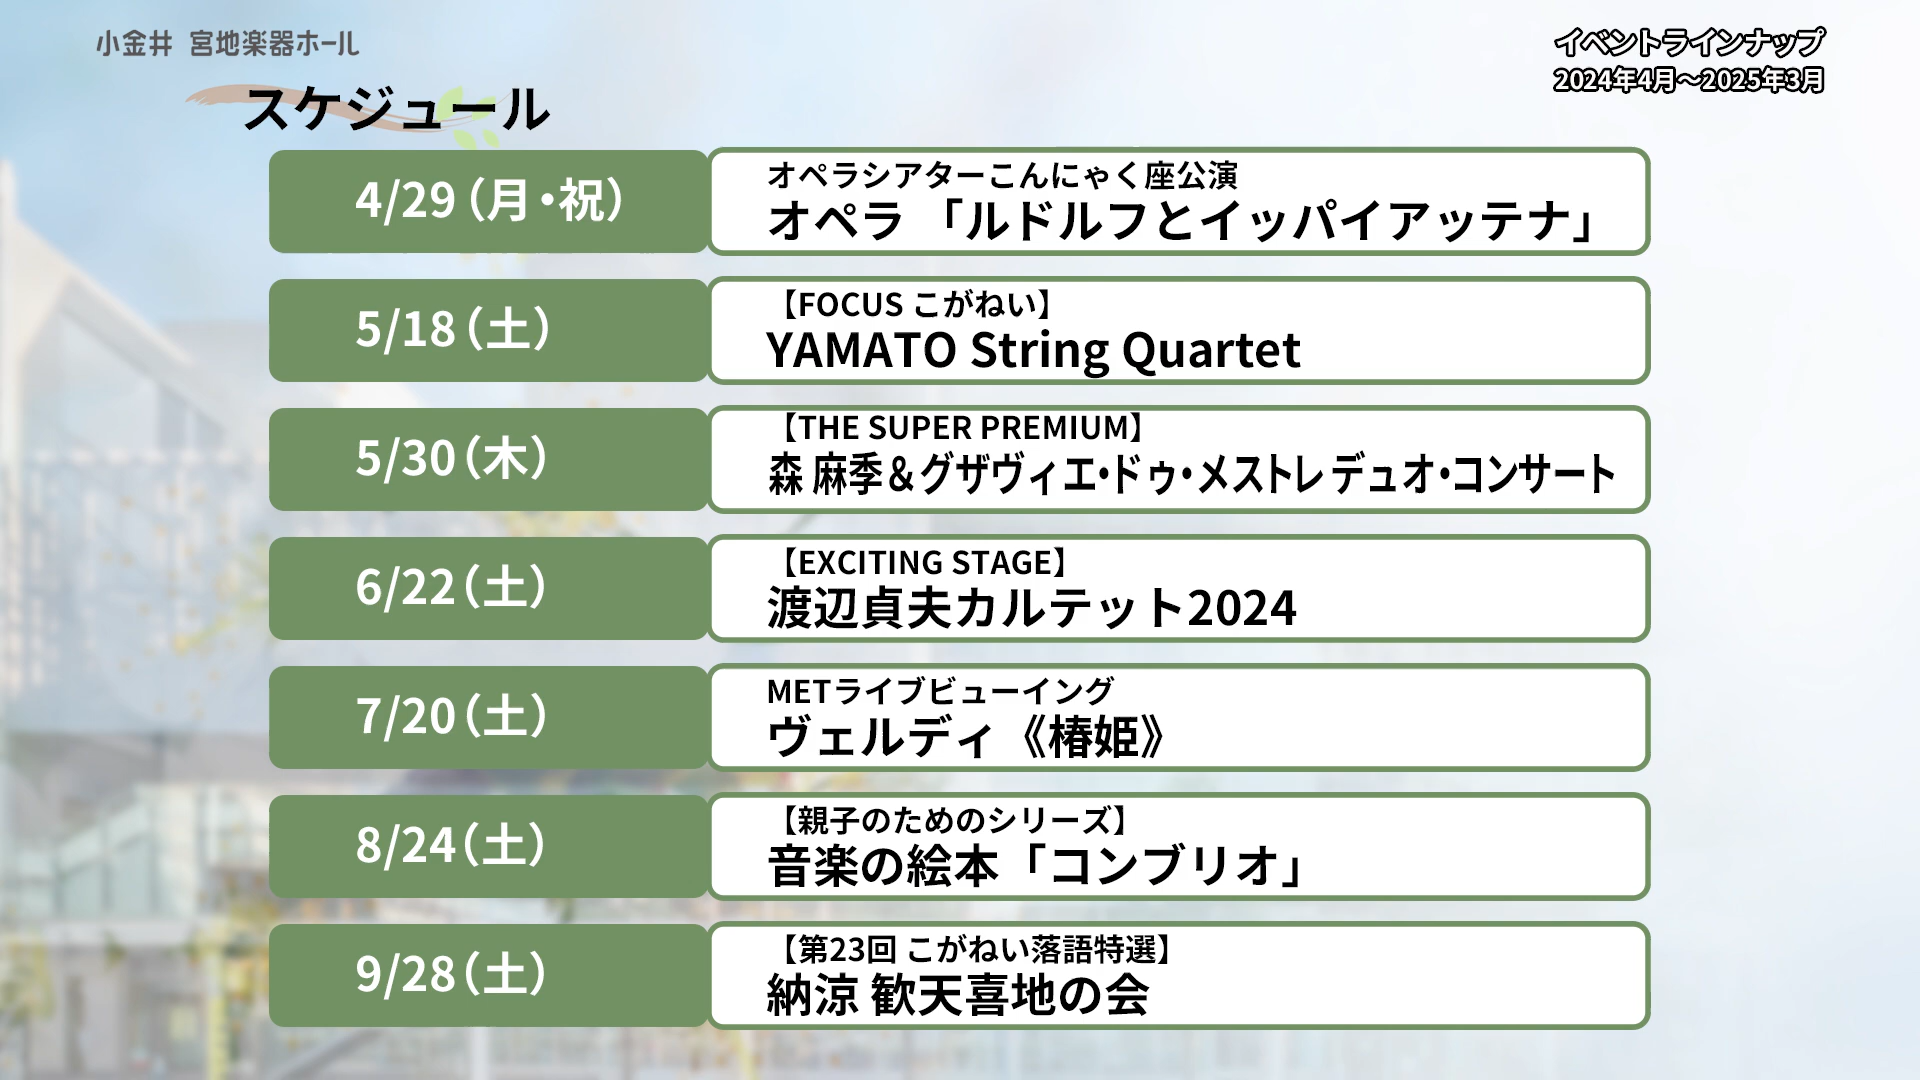 小金井 宮地楽器ホール
イベントラインナップ
2024年4月～2025年3月
スケジュール
4/29（月・祝）
オペラシアターこんにゃく座公演
オペラ 「ルドルフとイッパイアッテナ」
5/18（土）
【FOCUS こがねい】
YAMATO String Quartet
5/30（木）
【THE SUPER PREMIUM】
森 麻季＆グザヴィエ・ドゥ・メストレ デュオ・コンサート
6/22（土）
【EXCITING STAGE】
渡辺貞夫カルテット2024
7/20（土）
METライブビューイング
ヴェルディ《椿姫》
8/24（土）
【親子のためのシリーズ】
音楽の絵本「コンブリオ」
9/28（土）
【第23回 こがねい落語特選】
納涼 歓天喜地の会